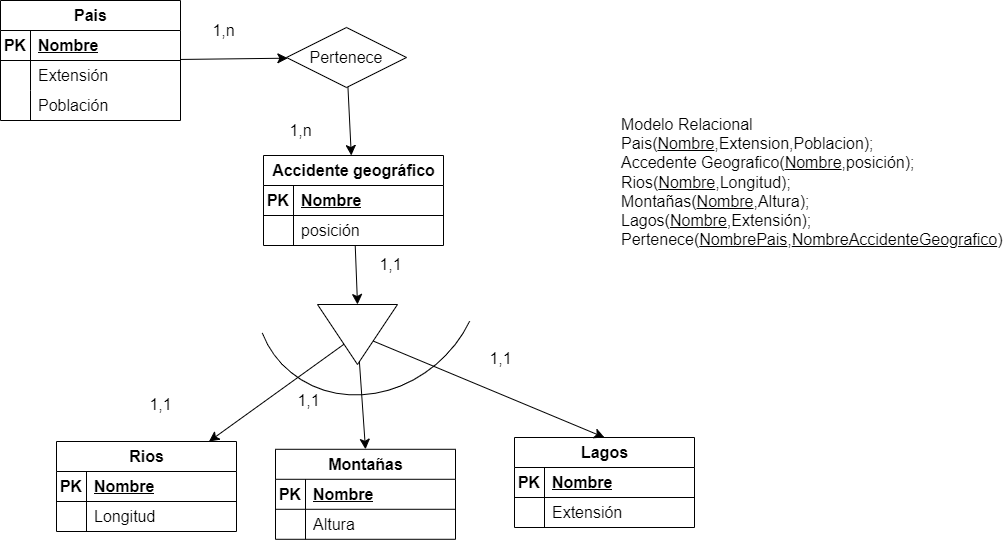 Pais
PK Nombre
Extensión
Población
1,n
Pertenece
1,n
Accidente geográfico
PK Nombre
posición
1,1
1,1
1,1
1,1
Rios
PK Nombre
Longitud
Montañas
PK Nombre
Altura
Lagos
PK Nombre
Extensión
Modelo Relacional
Pais(Nombre,Extension,Poblacion);
Accedente Geografico(Nombre,posición);
Rios(Nombre,Longitud);
Montañas(Nombre,Altura);
Lagos(Nombre,Extensión);
Pertenece(NombrePais,NombreAccidenteGeografico)